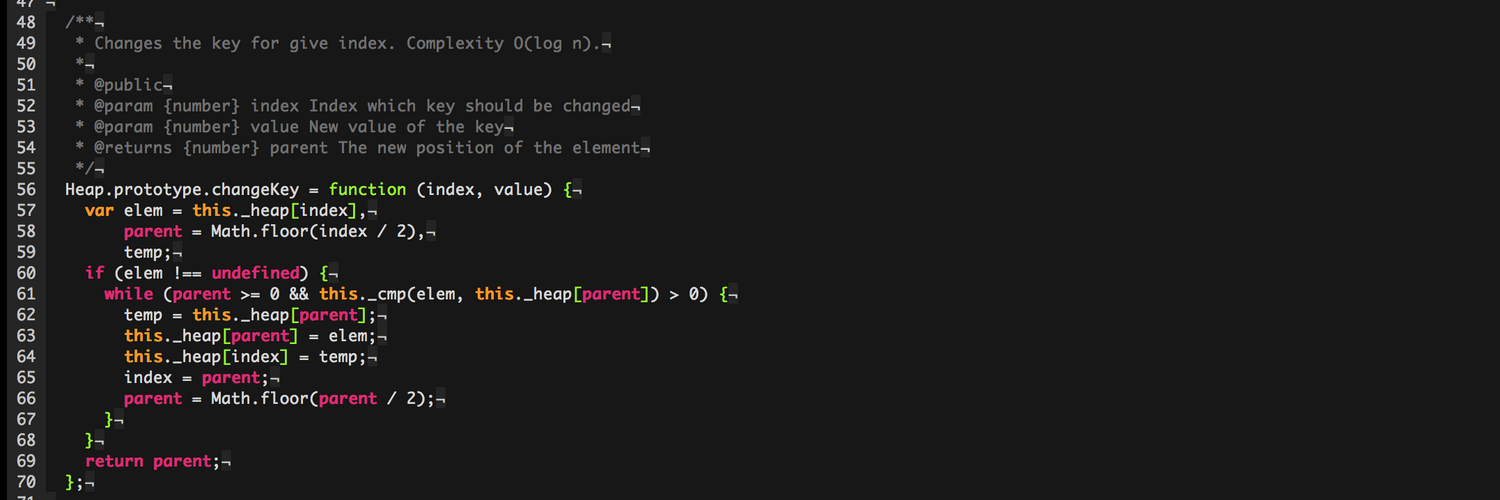 47 ¬
48 /**¬
49  * Changes the key for give index. Complexity O(log n).¬
50  *¬
51  * @public¬
52  * @param {number} index Index which key should be changed¬
53  * @param {number} value New value of the key¬
54  * @returns {number} parent The new position of the element¬
55  */¬
56 Heap.prototype.changeKey = function (index, value) {¬
57   var elem = this._heap[index],¬
58       parent = Math.floor(index / 2),¬
59       temp;¬
60   if (elem !== undefined) {¬
61     while (parent >= 0 && this._cmp(elem, this._heap[parent]) > 0) {¬
62       temp = this._heap[parent];¬
63       this._heap[parent] = elem;¬
64       this._heap[index] = temp;¬
65       index = parent;¬
66       parent = Math.floor(parent / 2);¬
67     }¬
68   }¬
69   return parent;¬
70 };¬
71